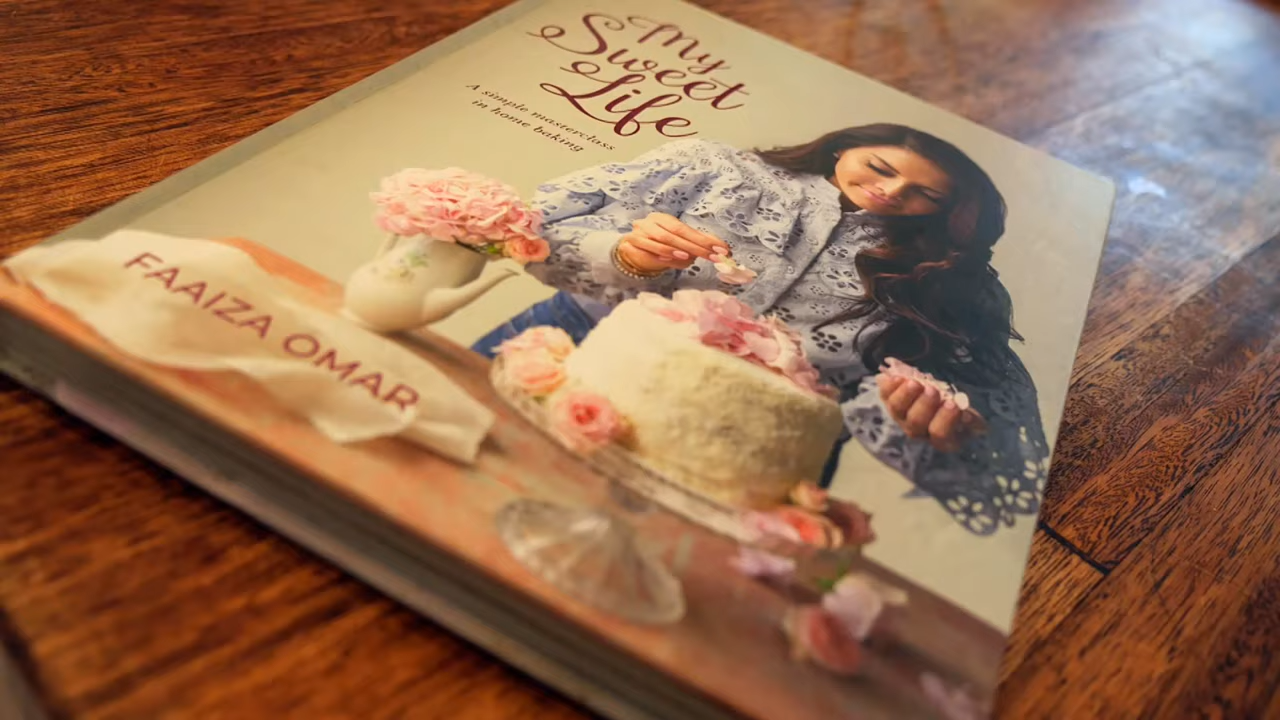 My
Sweet
Life
A simple masterclass
in home baking
FAAIZA OMAR